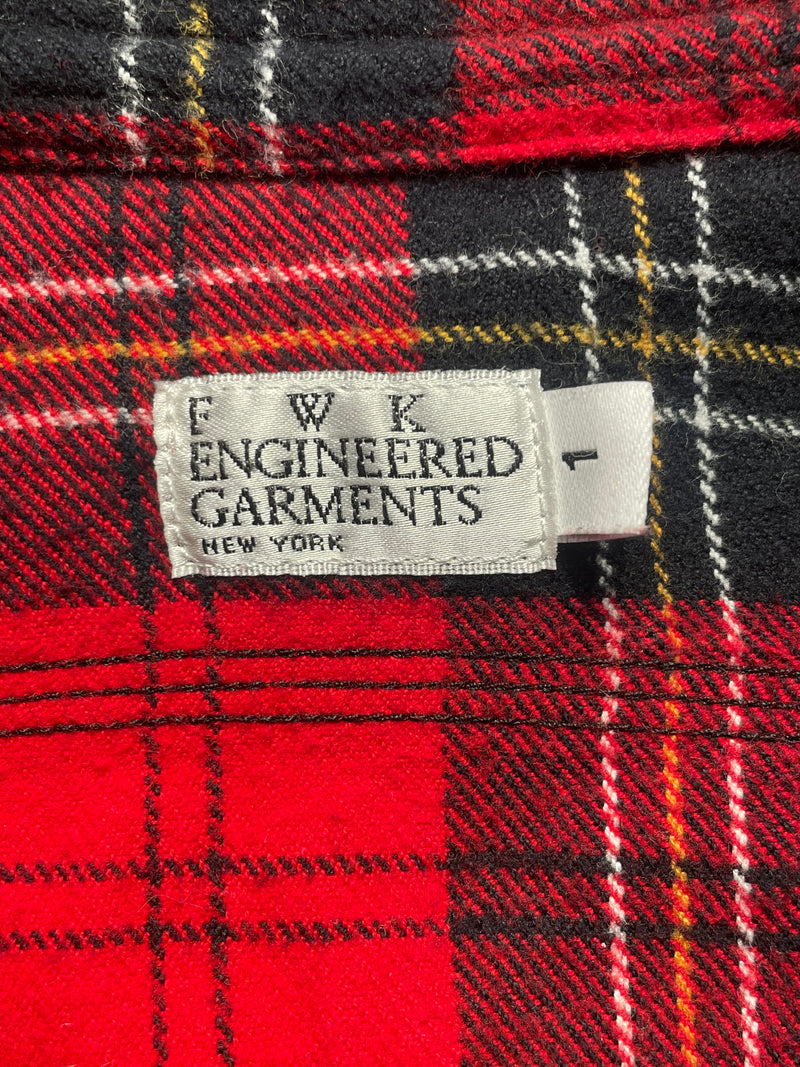 F W K
ENGINEERED
GARMENTS
NEW YORK
1